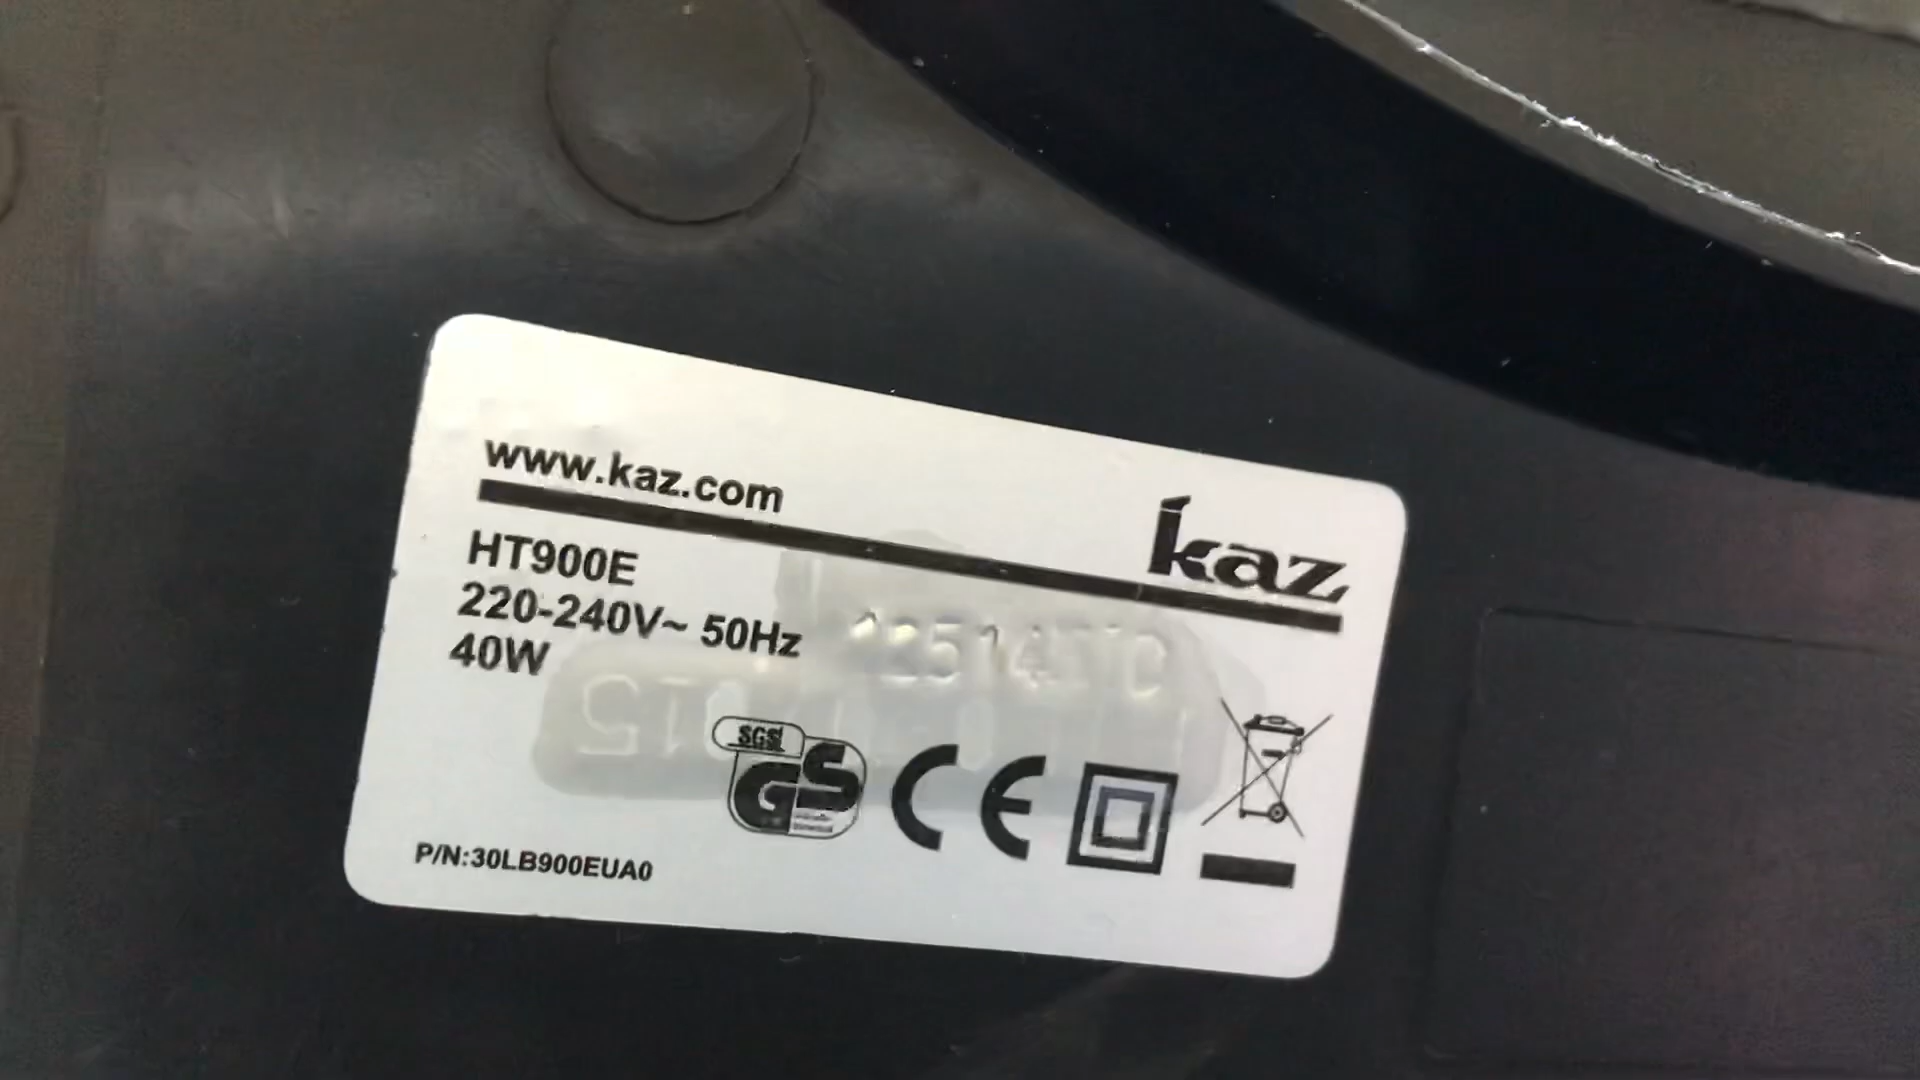 www.kaz.com
kaz
HT900E
220-240V~ 50Hz
40W
SGS
GS
CE
P/N:30LB900EUA0